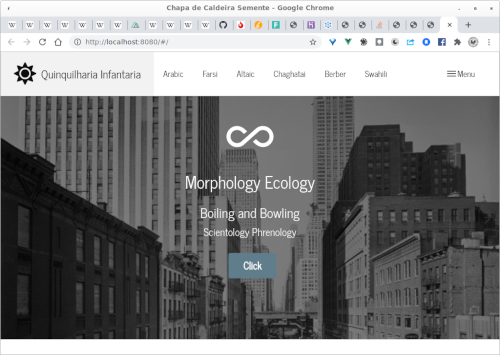 Chapa de Caldeira Semente - Google Chrome
http://localhost:8080/#/
Quinquilharia Infantaria
Arabic Farsi Altaic Chaghatai Berber Swahili Menu
Morphology Ecology
Boiling and Bowling
Scientology Phrenology
Click